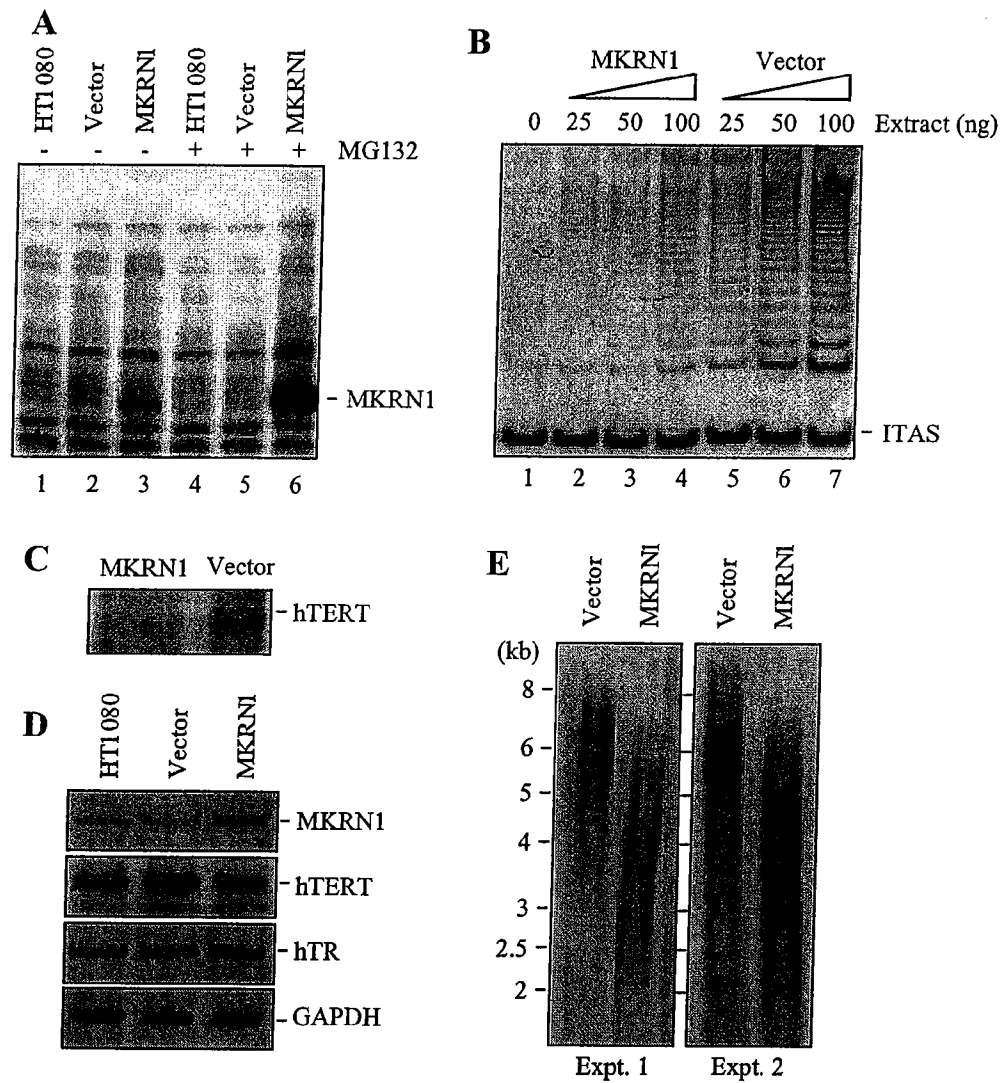 A
HT1080 Vector MKRN1 HT1080 Vector MKRN1
- - - + + + MG132
- MKRN1
1 2 3 4 5 6
B
MKRN1 Vector
0 25 50 100 25 50 100 Extract (ng)
- ITAS
1 2 3 4 5 6 7
C
MKRN1 Vector
-hTERT
D
HT1080 Vector MKRN1
-MKRN1
-hTERT
-hTR
-GAPDH
E
Vector MKRN1 Vector MKRN1
(kb)
8 -
6 -
5 -
4 -
3 -
2.5 -
2 -
Expt. 1 Expt. 2